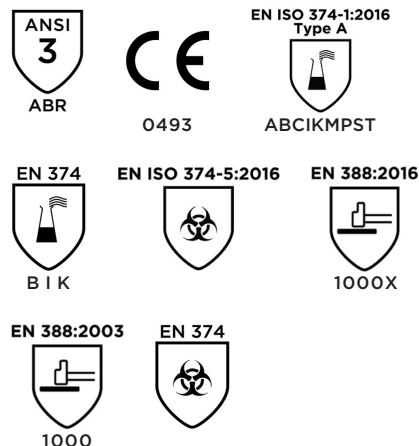 ANSI
3
ABR
CE
0493
EN ISO 374-1:2016
Type A
ABCIKMPST
EN 374
B I K
EN ISO 374-5:2016
EN 388:2016
1000X
EN 388:2003
1000
EN 374